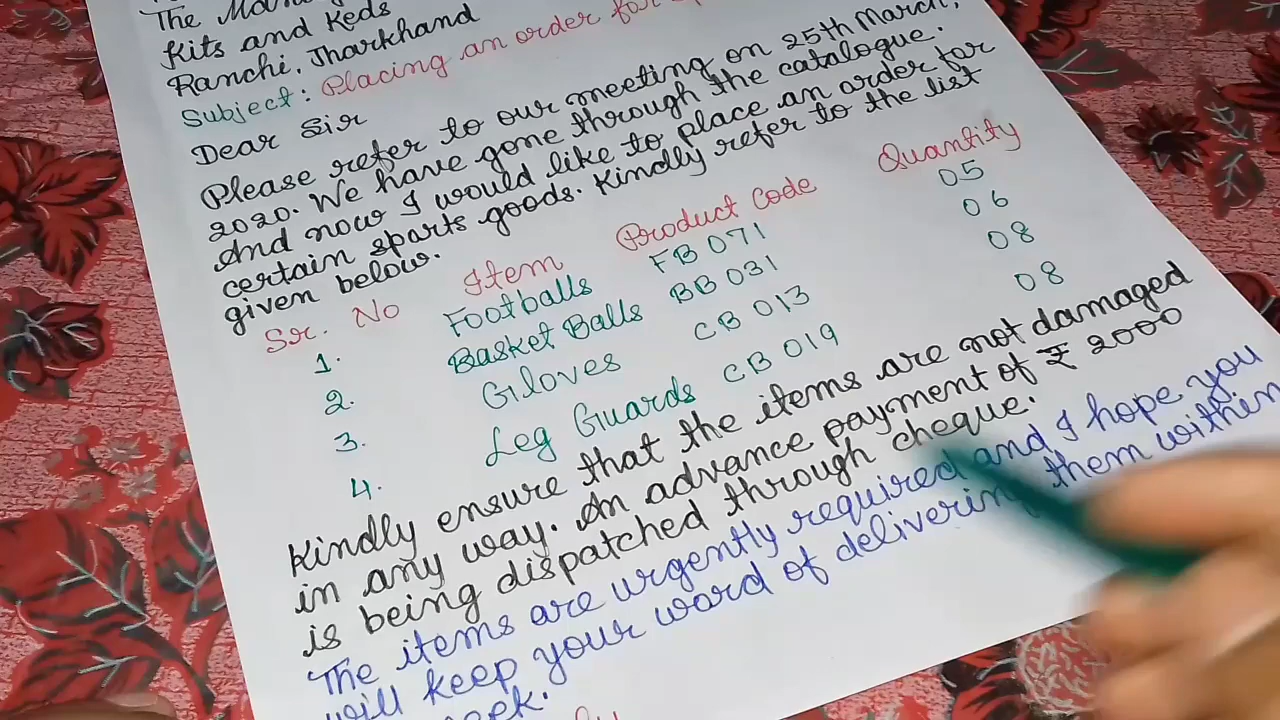 The
Kits and Keds
Ranchi, Jharkhand
Subject: Placing an order for
Dear Sir
Please refer to our meeting on 25th March,
2020. We have gone through the catalogue.
And now I would like to place an order for
certain sparts goods. Kindly refer to the list
given below.
Sr. No Item Product Code Quantity
1. Footballs FB 071 05
2. Basket Balls BB 031 06
3. Gloves CB 013 08
4. Leg Guards CB 019 08
Kindly ensure that the items are not damaged
in any way. An advance payment of ₹ 2000
is being dispatched through cheque.
The items are urgently required and I hope you
will keep your word of delivering them within